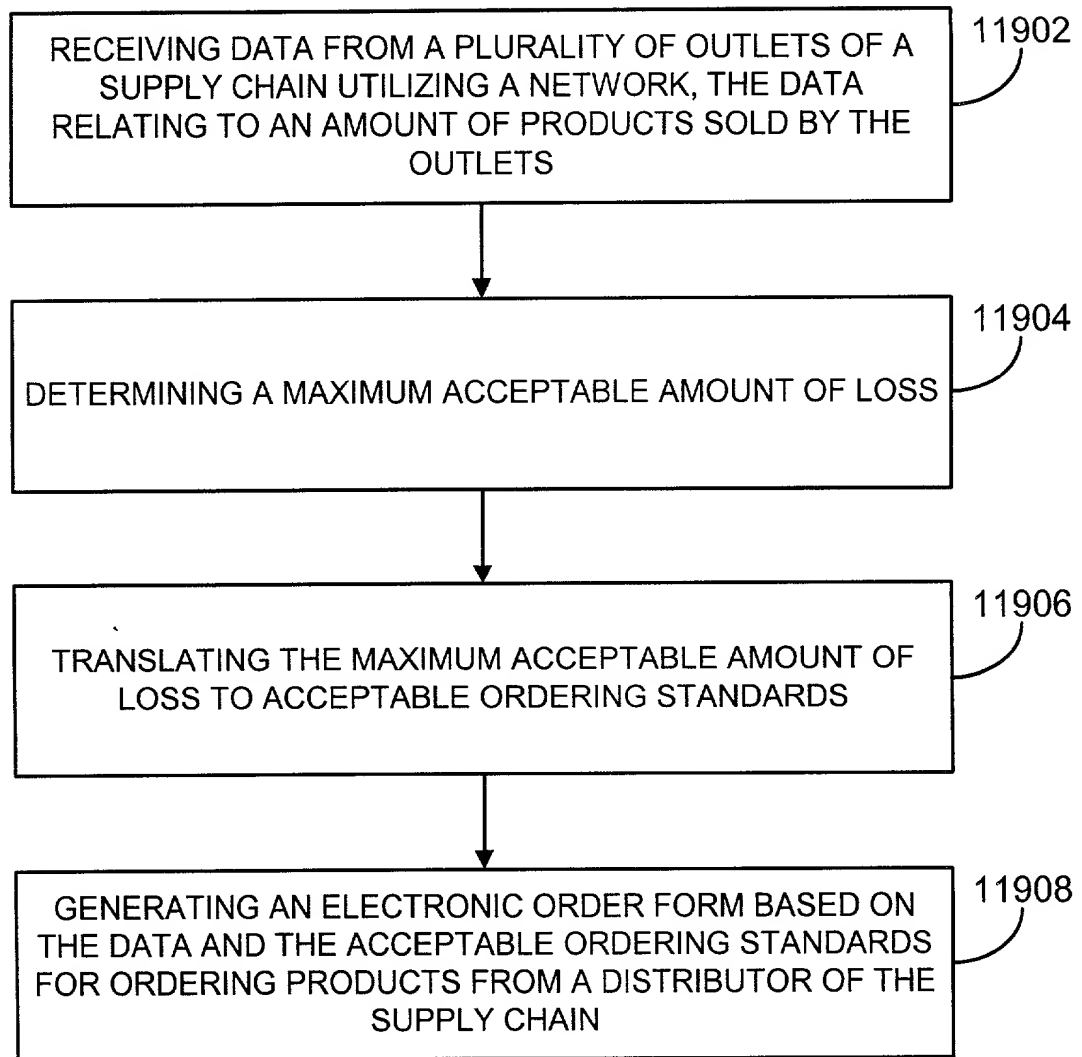 RECEIVING DATA FROM A PLURALITY OF OUTLETS OF A
SUPPLY CHAIN UTILIZING A NETWORK, THE DATA
RELATING TO AN AMOUNT OF PRODUCTS SOLD BY THE
OUTLETS
11902
DETERMINING A MAXIMUM ACCEPTABLE AMOUNT OF LOSS
11904
TRANSLATING THE MAXIMUM ACCEPTABLE AMOUNT OF
LOSS TO ACCEPTABLE ORDERING STANDARDS
11906
GENERATING AN ELECTRONIC ORDER FORM BASED ON
THE DATA AND THE ACCEPTABLE ORDERING STANDARDS
FOR ORDERING PRODUCTS FROM A DISTRIBUTOR OF THE
SUPPLY CHAIN
11908